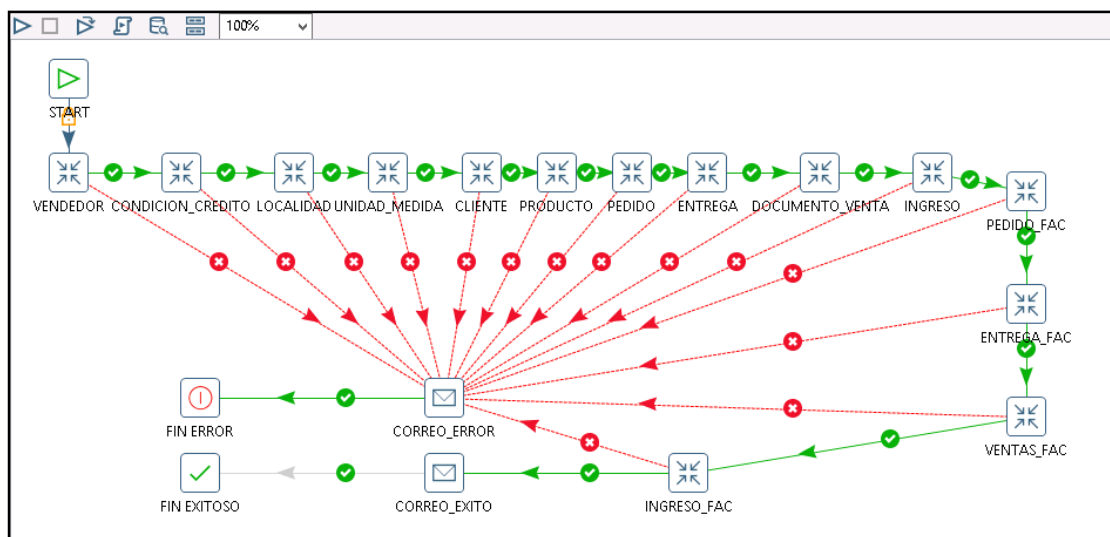 100%
START
VENDEDOR
CONDICION_CREDITO
LOCALIDAD
UNIDAD_MEDIDA
CLIENTE
PRODUCTO
PEDIDO
ENTREGA
DOCUMENTO_VENTA
INGRESO
PEDIDO_FAC
ENTREGA_FAC
FIN ERROR
CORREO_ERROR
VENTAS_FAC
FIN EXITOSO
CORREO_EXITO
INGRESO_FAC